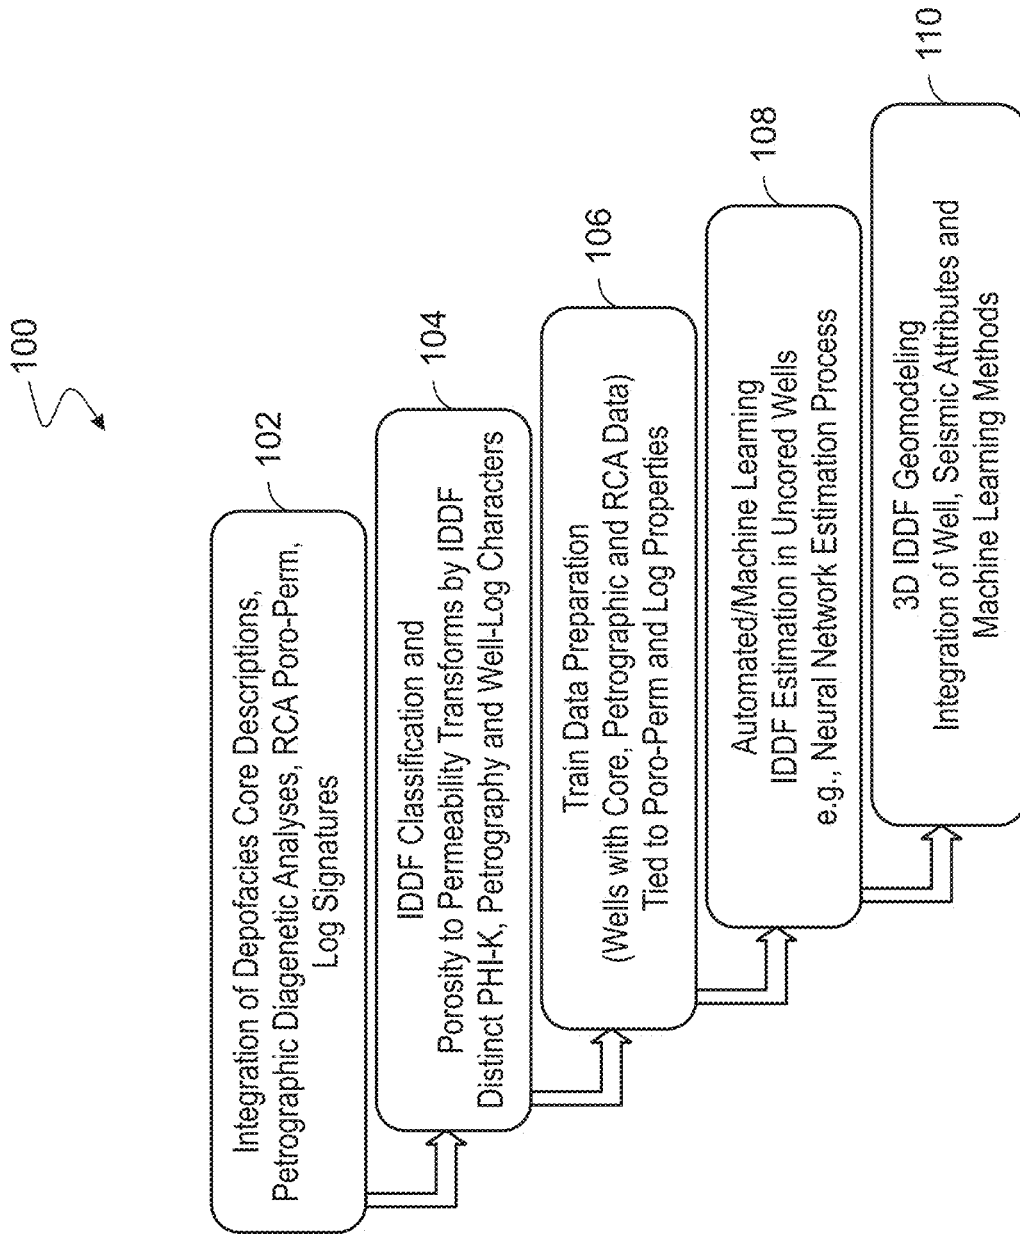 100
102
Integration of Depofacies Core Descriptions,
Petrographic Diagenetic Analyses, RCA Poro-Perm,
Log Signatures
104
IDDF Classification and
Porosity to Permeability Transforms by IDDF
Distinct PHI-K, Petrography and Well-Log Characters
106
Train Data Preparation
(Wells with Core, Petrographic and RCA Data)
Tied to Poro-Perm and Log Properties
108
Automated/Machine Learning
IDDF Estimation in Uncored Wells
e.g., Neural Network Estimation Process
110
3D IDDF Geomodeling
Integration of Well, Seismic Attributes and
Machine Learning Methods